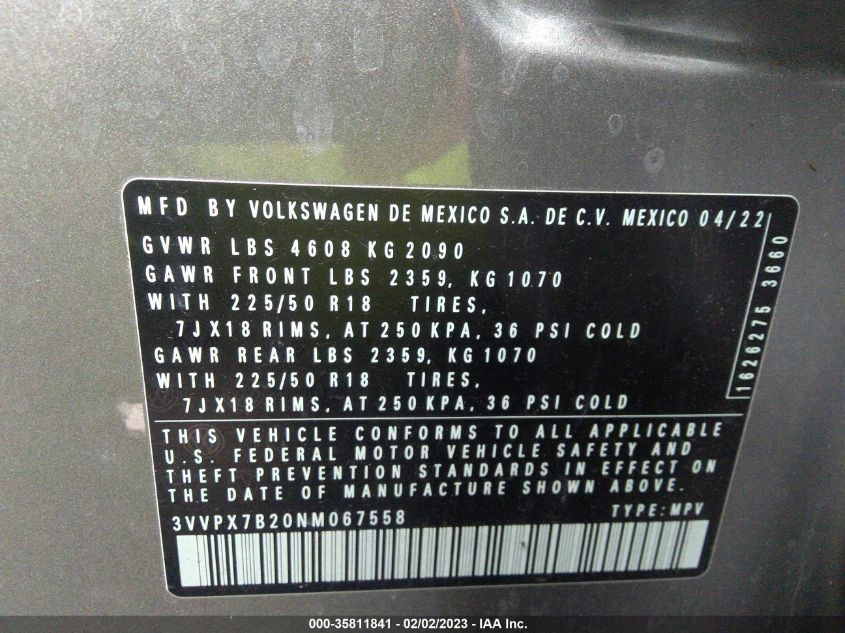 MFD BY VOLKSWAGEN DE MEXICO S.A. DE C.V. MEXICO 04/22
GVWR LBS 4608 KG 2090
GAWR FRONT LBS 2359, KG 1070
WITH 225/50 R18 TIRES,
7JX18 RIMS, AT 250 KPA, 36 PSI COLD
GAWR REAR LBS 2359, KG 1070
WITH 225/50 R18 TIRES,
7JX18 RIMS, AT 250 KPA, 36 PSI COLD
1626275 3660
THIS VEHICLE CONFORMS TO ALL APPLICABLE
U.S. FEDERAL MOTOR VEHICLE SAFETY AND
THEFT PREVENTION STANDARDS IN EFFECT ON
THE DATE OF MANUFACTURE SHOWN ABOVE.
3VVPX7B20NM067558 TYPE: MPV
000-35811841 - 02/02/2023 - © IAA Inc.